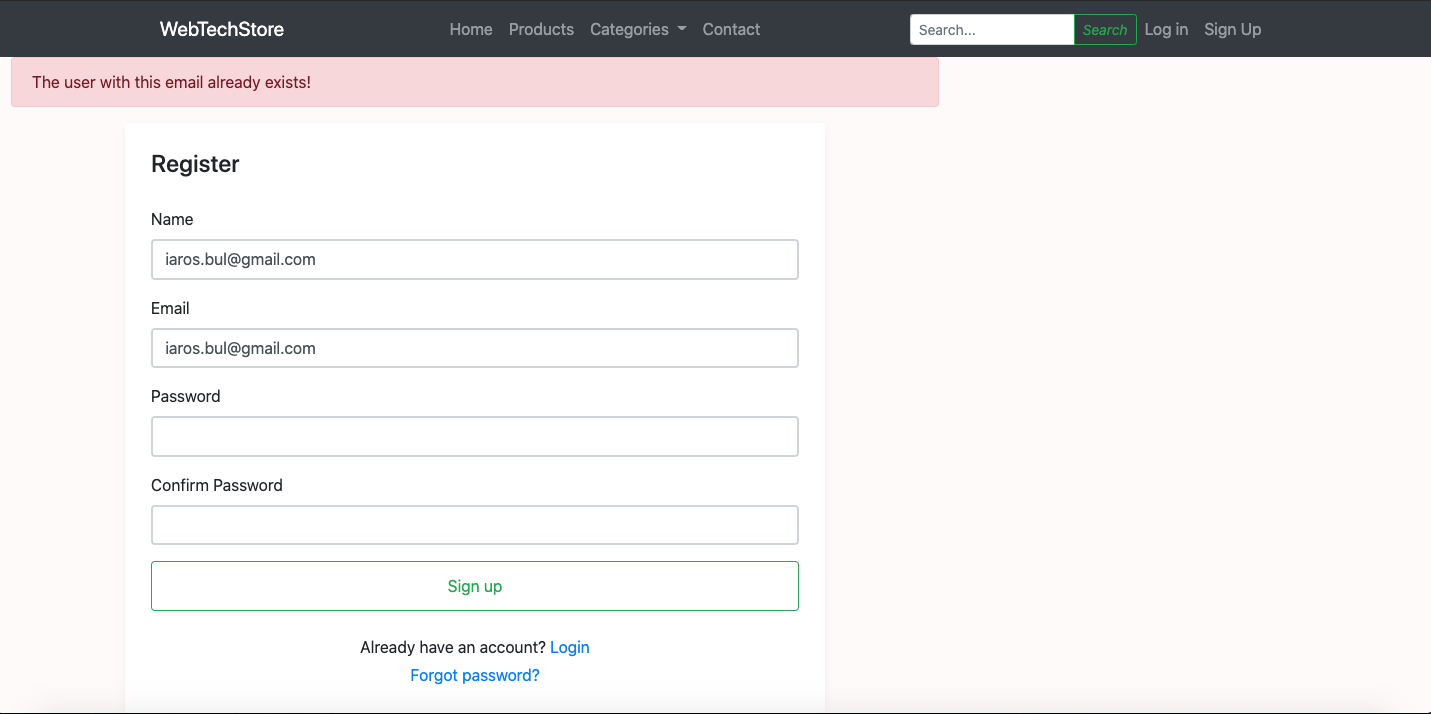 WebTechStore Home Products Categories Contact Search... Search Log in Sign Up
The user with this email already exists!
Register
Name
iaros.bul@gmail.com
Email
iaros.bul@gmail.com
Password
Confirm Password
Sign up
Already have an account? Login
Forgot password?